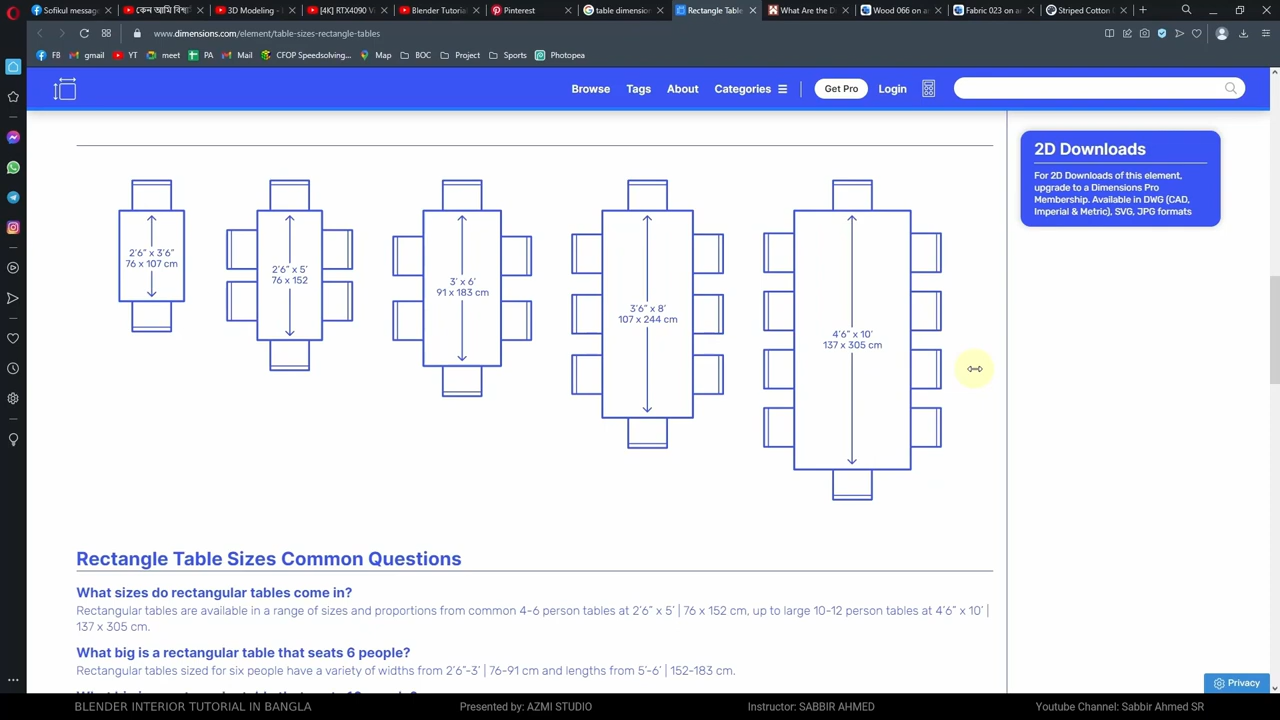 Sofikul messag
কেন আমি বিশ্ব
3D Modeling -
[4K] RTX4090 Vi
Blender Tutorial
Pinterest
table dimension
Rectangle Table
What Are the D
Wood 066 on a
Fabric 023 on a
Striped Cotton
www.dimensions.com/element/table-sizes-rectangle-tables
FB
gmail
YT
meet
PA
Mail
CFOP Speedsolving...
Map
BOC
Project
Sports
Photopea
Browse
Tags
About
Categories
Get Pro
Login
2D Downloads
For 2D Downloads of this element,
upgrade to a Dimensions Pro
Membership. Available in DWG (CAD,
Imperial & Metric), SVG, JPG formats
2'6" x 3'6"
76 x 107 cm
2'6" x 5'
76 x 152
3' x 6'
91 x 183 cm
3'6" x 8'
107 x 244 cm
4'6" x 10'
137 x 305 cm
Rectangle Table Sizes Common Questions
What sizes do rectangular tables come in?
Rectangular tables are available in a range of sizes and proportions from common 4-6 person tables at 2'6" x 5' | 76 x 152 cm, up to large 10-12 person tables at 4'6" x 10' |
137 x 305 cm.
What big is a rectangular table that seats 6 people?
Rectangular tables sized for six people have a variety of widths from 2'6"-3' | 76-91 cm and lengths from 5'-6' | 152-183 cm.
Privacy
BLENDER INTERIOR TUTORIAL IN BANGLA
Presented by: AZMI STUDIO
Instructor: SABBIR AHMED
Youtube Channel: Sabbir Ahmed SR